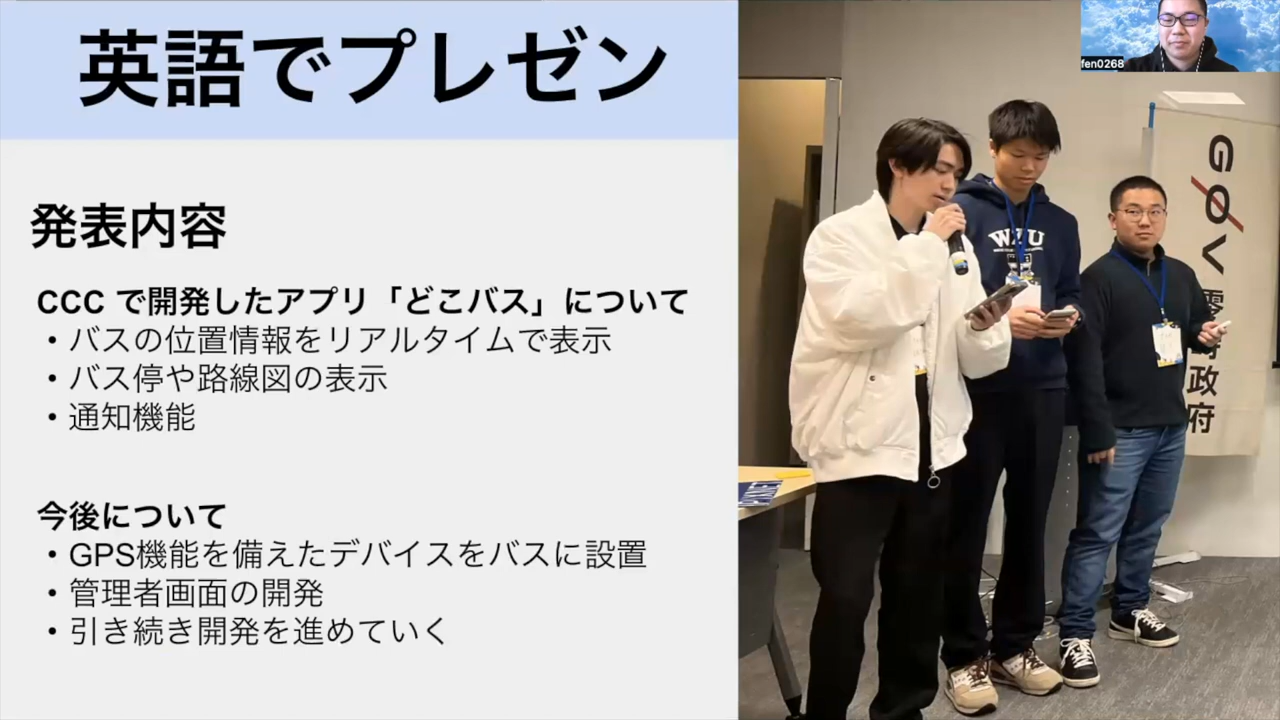 英語でプレゼン
発表内容
CCC で開発したアプリ「どこバス」について
・バスの位置情報をリアルタイムで表示
・バス停や路線図の表示
・通知機能
今後について
・GPS機能を備えたデバイスをバスに設置
・管理者画面の開発
・引き続き開発を進めていく
fen0268
WZU
GOV 零時政府